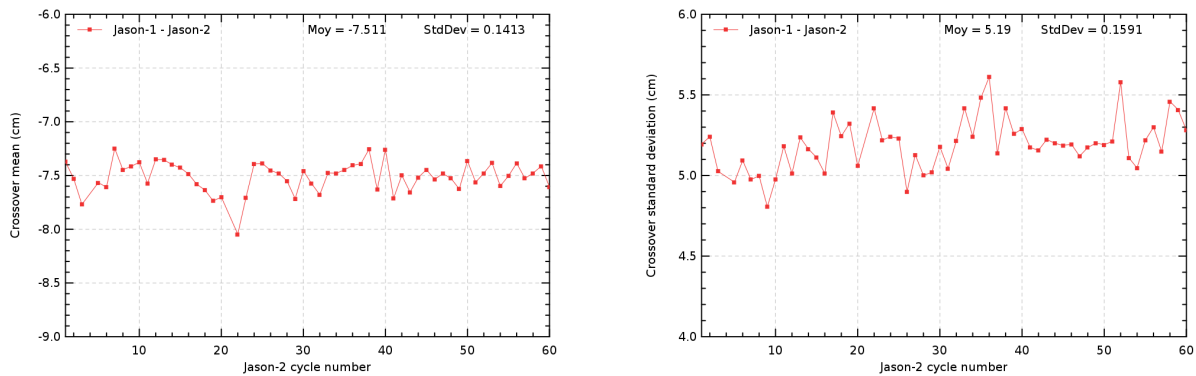 Jason-1 - Jason-2 Moy = -7.511 StdDev = 0.1413
-6.0
-6.5
-7.0
-7.5
-8.0
-8.5
-9.0
Crossover mean (cm)
10 20 30 40 50 60
Jason-2 cycle number
Jason-1 - Jason-2 Moy = 5.19 StdDev = 0.1591
6.0
5.5
5.0
4.5
4.0
Crossover standard deviation (cm)
10 20 30 40 50 60
Jason-2 cycle number